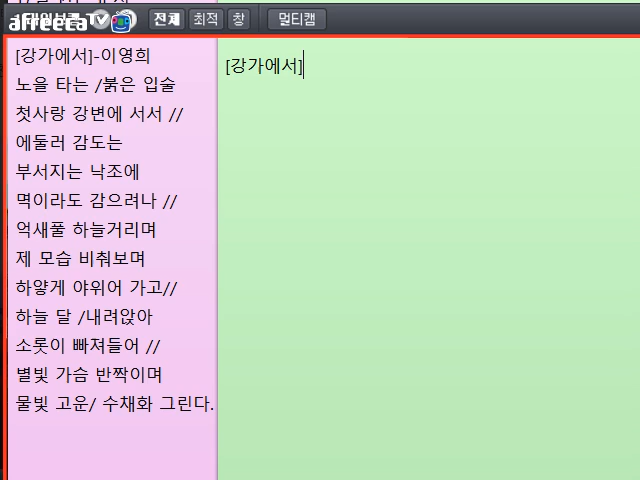 afreeca TV
전체 최적 창 멀티캠
[강가에서]-이영희
노을 타는 /붉은 입술
첫사랑 강변에 서서 //
에둘러 감도는
부서지는 낙조에
멱이라도 감으려나 //
억새풀 하늘거리며
제 모습 비춰보며
하얗게 야위어 가고//
하늘 달 /내려앉아
소롯이 빠져들어 //
별빛 가슴 반짝이며
물빛 고운/ 수채화 그린다.
[강가에서]